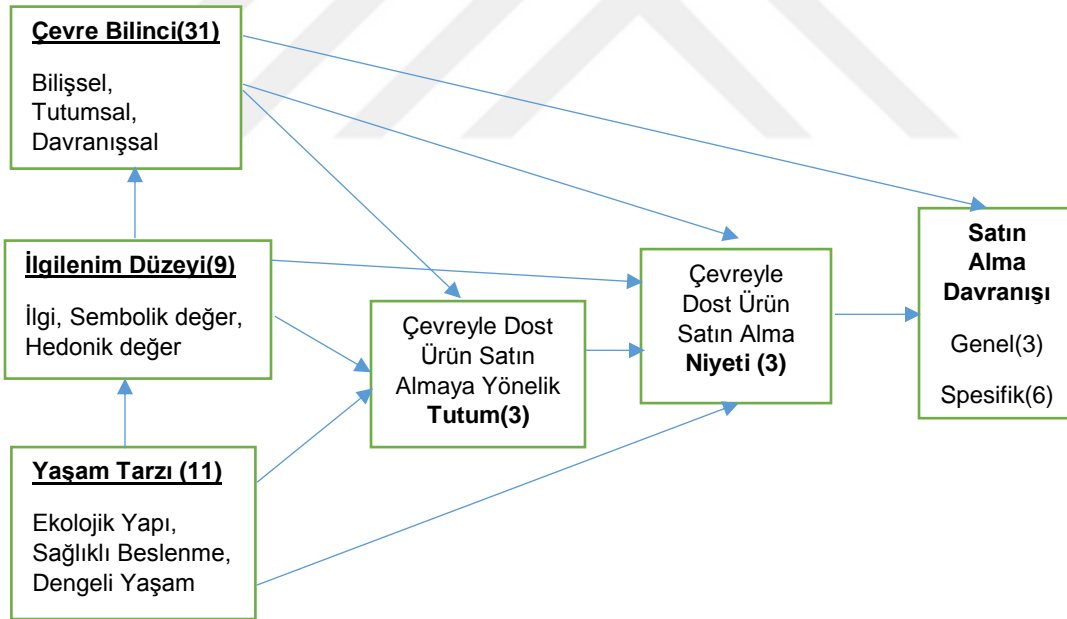 Çevre Bilinci(31)
Bilişsel,
Tutumsal,
Davranışsal
İlgilenim Düzeyi(9)
İlgi, Sembolik değer,
Hedonik değer
Yaşam Tarzı (11)
Ekolojik Yapı,
Sağlıklı Beslenme,
Dengeli Yaşam
Çevreyle Dost
Ürün Satın
Almaya Yönelik
Tutum(3)
Çevreyle
Dost Ürün
Satın Alma
Niyeti (3)
Satın
Alma
Davranışı
Genel(3)
Spesifik(6)